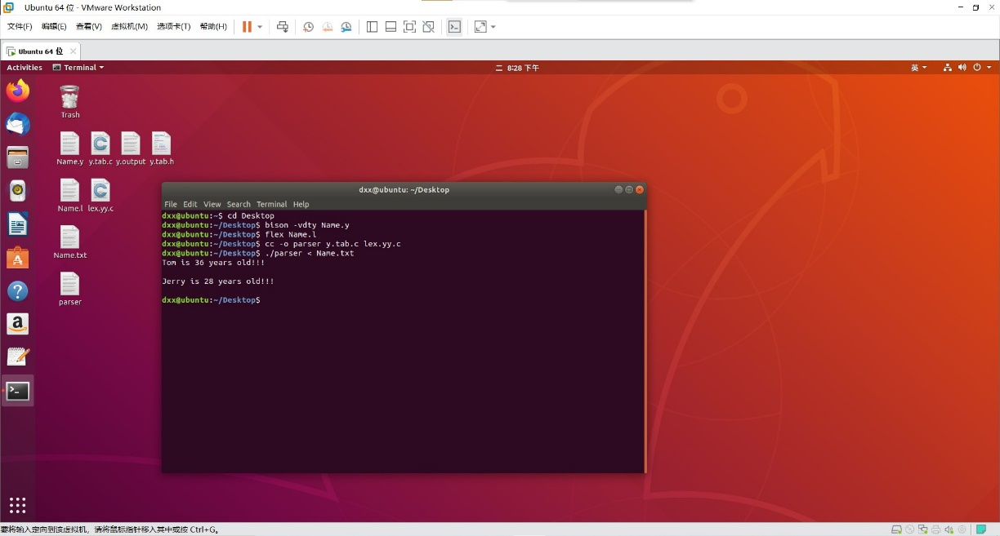 Ubuntu 64 位 - VMware Workstation
文件(F) 编辑(E) 查看(V) 虚拟机(M) 选项卡(T) 帮助(H)
Ubuntu 64 位
Activities Terminal 二 8:28 下午 英
Trash
Name.y y.tab.c y.output y.tab.h
Name.l lex.yy.c
Name.txt
parser
dxx@ubuntu: ~/Desktop
File Edit View Search Terminal Help
dxx@ubuntu:~$ cd Desktop
dxx@ubuntu:~/Desktop$ bison -vdty Name.y
dxx@ubuntu:~/Desktop$ flex Name.l
dxx@ubuntu:~/Desktop$ cc -o parser y.tab.c lex.yy.c
dxx@ubuntu:~/Desktop$ ./parser < Name.txt
Tom is 36 years old!!!
Jerry is 28 years old!!!
dxx@ubuntu:~/Desktop$
要将输入定向到该虚拟机，请将鼠标指针移入其中或按 Ctrl+G。